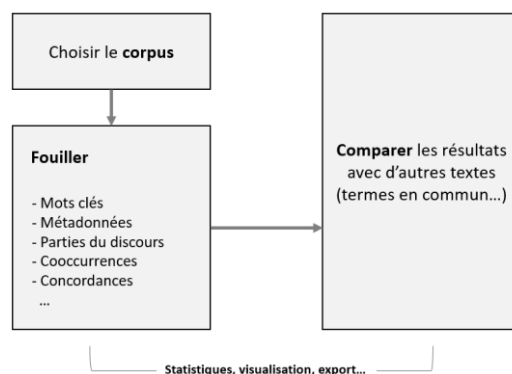 Choisir le corpus
Fouiller
- Mots clés
- Métadonnées
- Parties du discours
- Cooccurrences
- Concordances
...
Comparer les résultats
avec d'autres textes
(termes en commun...)
Statistiques, visualisation, export...